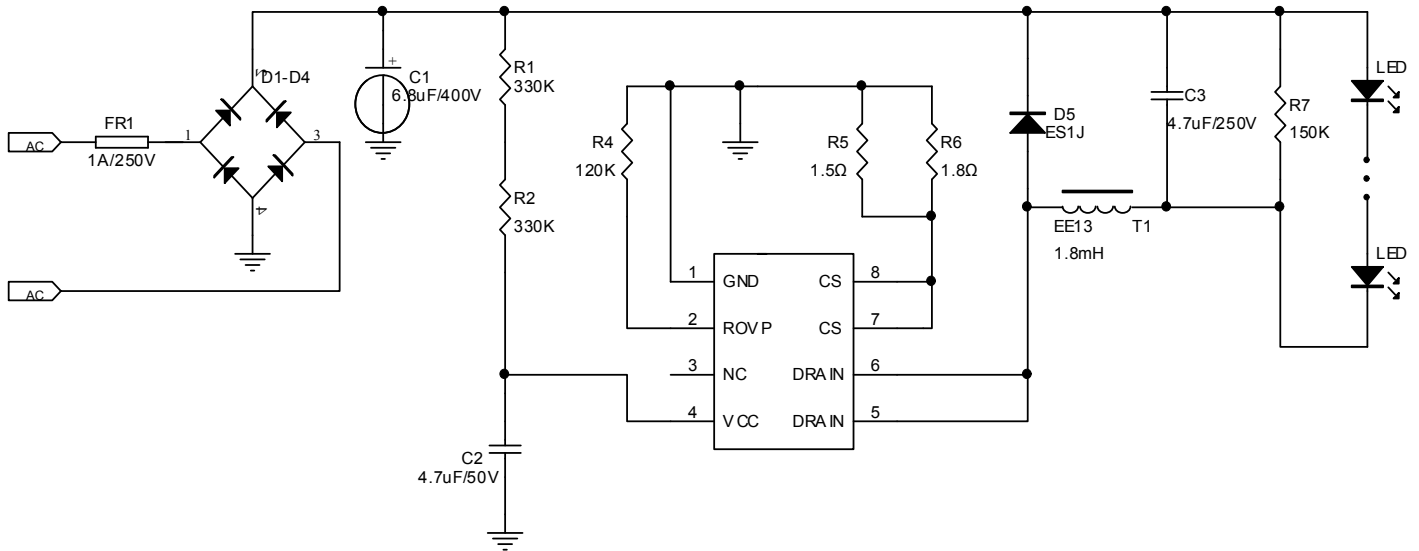 AC
FR1
1A/250V
1
2
D1-D4
3
4
AC
+
C1
6.8uF/400V
R1
330K
R2
330K
C2
4.7uF/50V
R4
120K
R5
1.5Ω
R6
1.8Ω
1
GND
2
ROVP
3
NC
4
VCC
CS
8
CS
7
DRAIN
6
DRAIN
5
D5
ES1J
EE13
T1
1.8mH
C3
4.7uF/250V
R7
150K
LED
LED